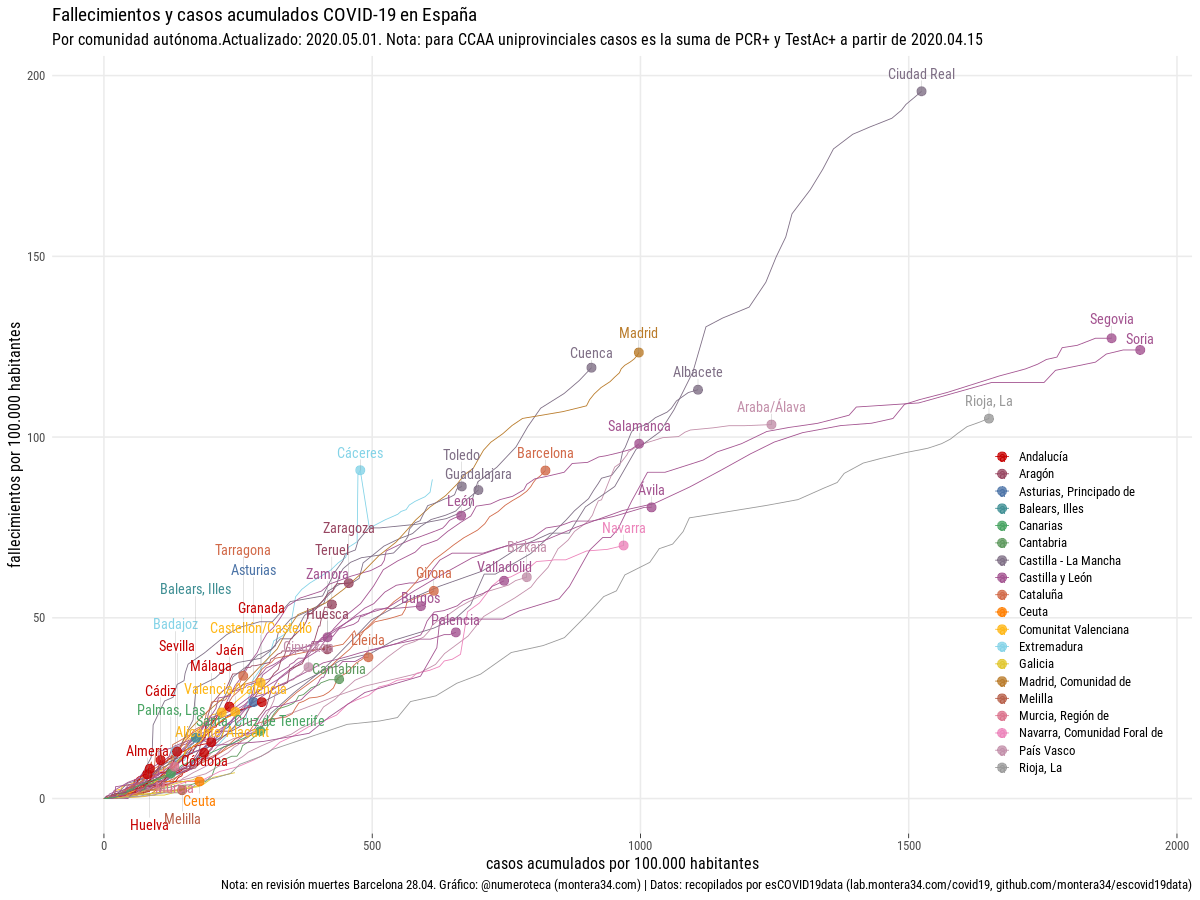 Fallecimientos y casos acumulados COVID-19 en España
Por comunidad autónoma.Actualizado: 2020.05.01. Nota: para CCAA uniprovinciales casos es la suma de PCR+ y TestAc+ a partir de 2020.04.15
fallecimientos por 100.000 habitantes
200
150
100
50
0
Ciudad Real
Segovia
Madrid
Soria
Cuenca
Albacete
Rioja, La
Araba/Álava
Salamanca
Cáceres
Toledo
Barcelona
Guadalajara
León
Ávila
Zaragoza
Navarra
Tarragona
Teruel
Bizkaia
Asturias
Zamora
Girona
Valladolid
Balears, Illes
Granada
Huesca
Burgos
Badajoz
Castellón/Castelló
Palencia
Sevilla
Jaén
Lleida
Málaga
Cantabria
Cádiz
Valencia/València
Palmas, Las
Santa Cruz de Tenerife
Almería
Córdoba
Ceuta
Huelva
Melilla
Andalucía
Aragón
Asturias, Principado de
Balears, Illes
Canarias
Cantabria
Castilla - La Mancha
Castilla y León
Cataluña
Ceuta
Comunitat Valenciana
Extremadura
Galicia
Madrid, Comunidad de
Melilla
Murcia, Región de
Navarra, Comunidad Foral de
País Vasco
Rioja, La
0 500 1000 1500 2000
casos acumulados por 100.000 habitantes
Nota: en revisión muertes Barcelona 28.04. Gráfico: @numeroteca (montera34.com) | Datos: recopilados por esCOVID19data (lab.montera34.com/covid19, github.com/montera34/escovid19data)